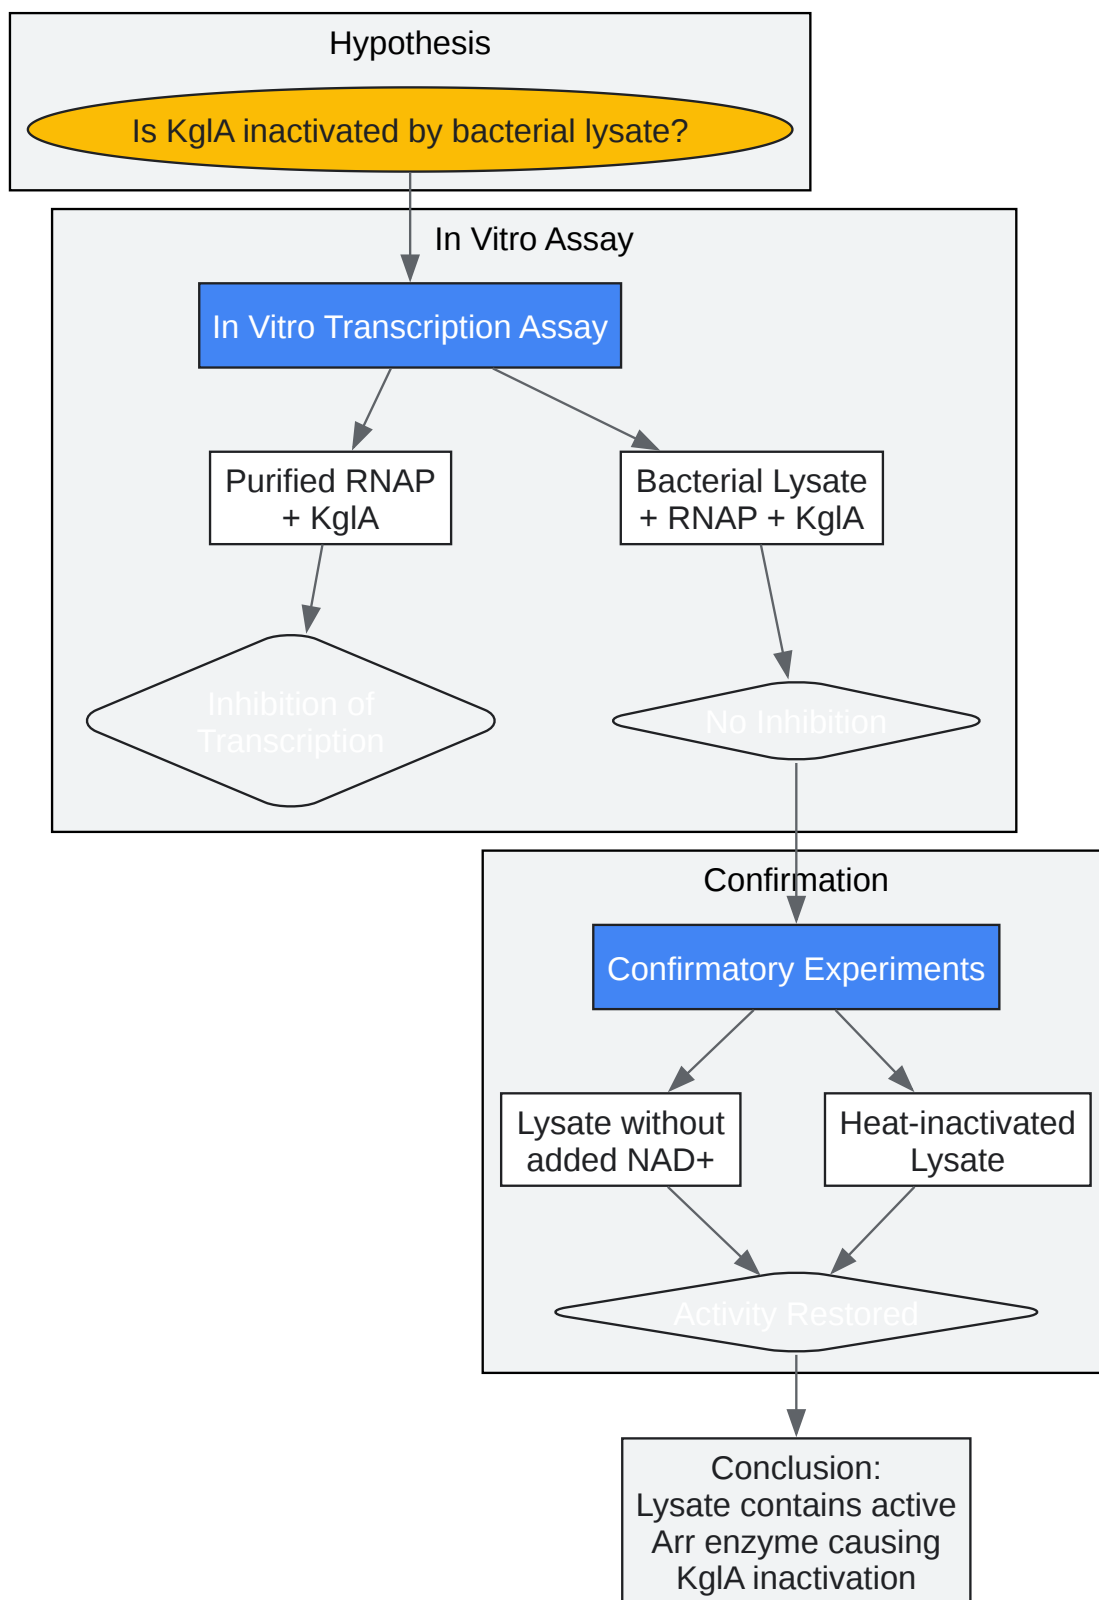 Hypothesis
Is KglA inactivated by bacterial lysate?
In Vitro Assay
In Vitro Transcription Assay
Purified RNAP
+ KglA
Bacterial Lysate
+ RNAP + KglA
Inhibition of
Transcription
No Inhibition
Confirmation
Confirmatory Experiments
Lysate without
added NAD+
Heat-inactivated
Lysate
Activity Restored
Conclusion:
Lysate contains active
Arr enzyme causing
KglA inactivation